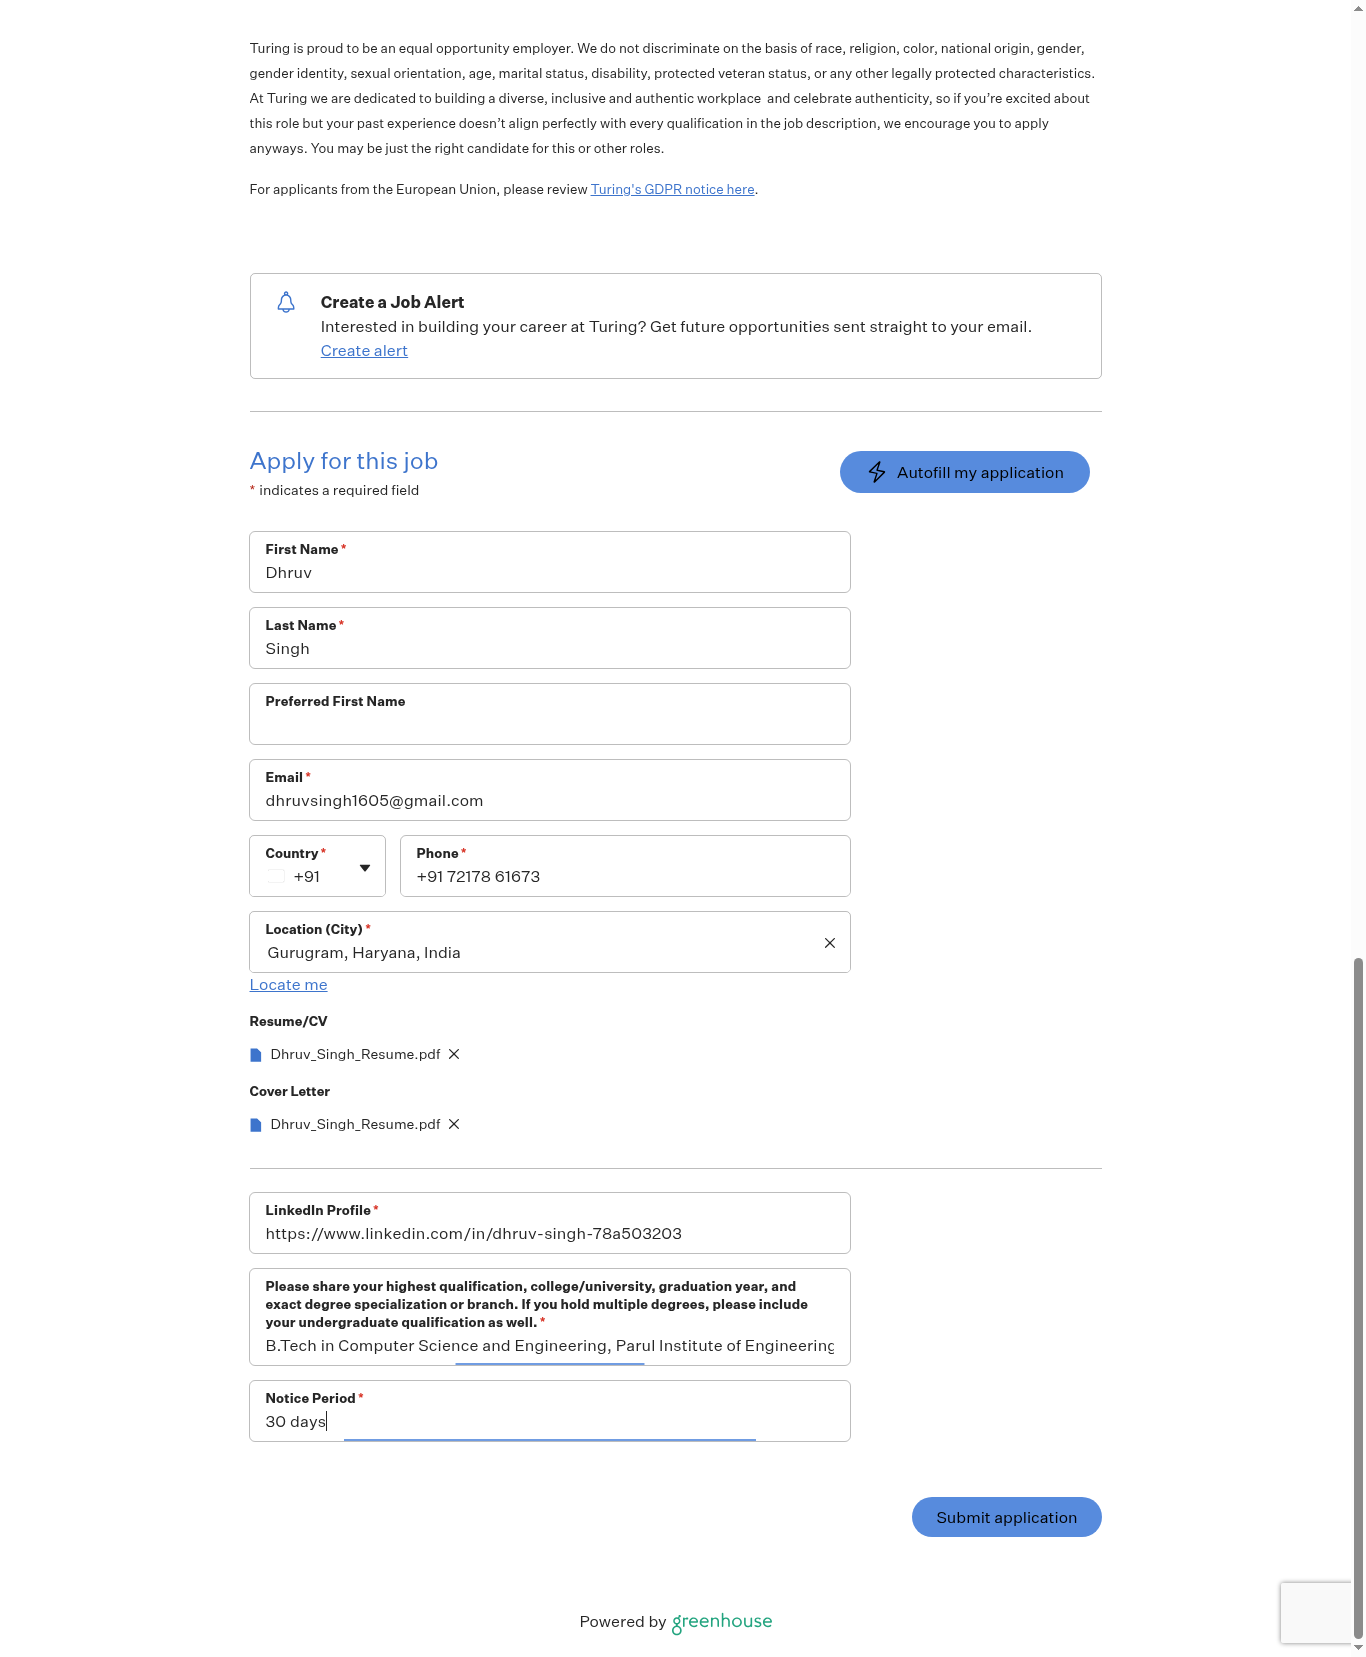 Turing is proud to be an equal opportunity employer. We do not discriminate on the basis of race, religion, color, national origin, gender,
gender identity, sexual orientation, age, marital status, disability, protected veteran status, or any other legally protected characteristics.
At Turing we are dedicated to building a diverse, inclusive and authentic workplace  and celebrate authenticity, so if you’re excited about
this role but your past experience doesn’t align perfectly with every qualification in the job description, we encourage you to apply
anyways. You may be just the right candidate for this or other roles.
For applicants from the European Union, please review Turing's GDPR notice here.
Create a Job Alert
Interested in building your career at Turing? Get future opportunities sent straight to your email.
Create alert
Apply for this job
Autofill my application
* indicates a required field
First Name*
Dhruv
Last Name*
Singh
Preferred First Name
Email*
dhruvsingh1605@gmail.com
Country* Phone*
+91 +91 72178 61673
Location (City)*
Gurugram, Haryana, India
Locate me
Resume/CV
Dhruv_Singh_Resume.pdf
Cover Letter
Dhruv_Singh_Resume.pdf
LinkedIn Profile*
https://www.linkedin.com/in/dhruv-singh-78a503203
Please share your highest qualification, college/university, graduation year, and
exact degree specialization or branch. If you hold multiple degrees, please include
your undergraduate qualification as well.*
B.Tech in Computer Science and Engineering, Parul Institute of Engineering
Notice Period*
30 days
Submit application
Powered by greenhouse